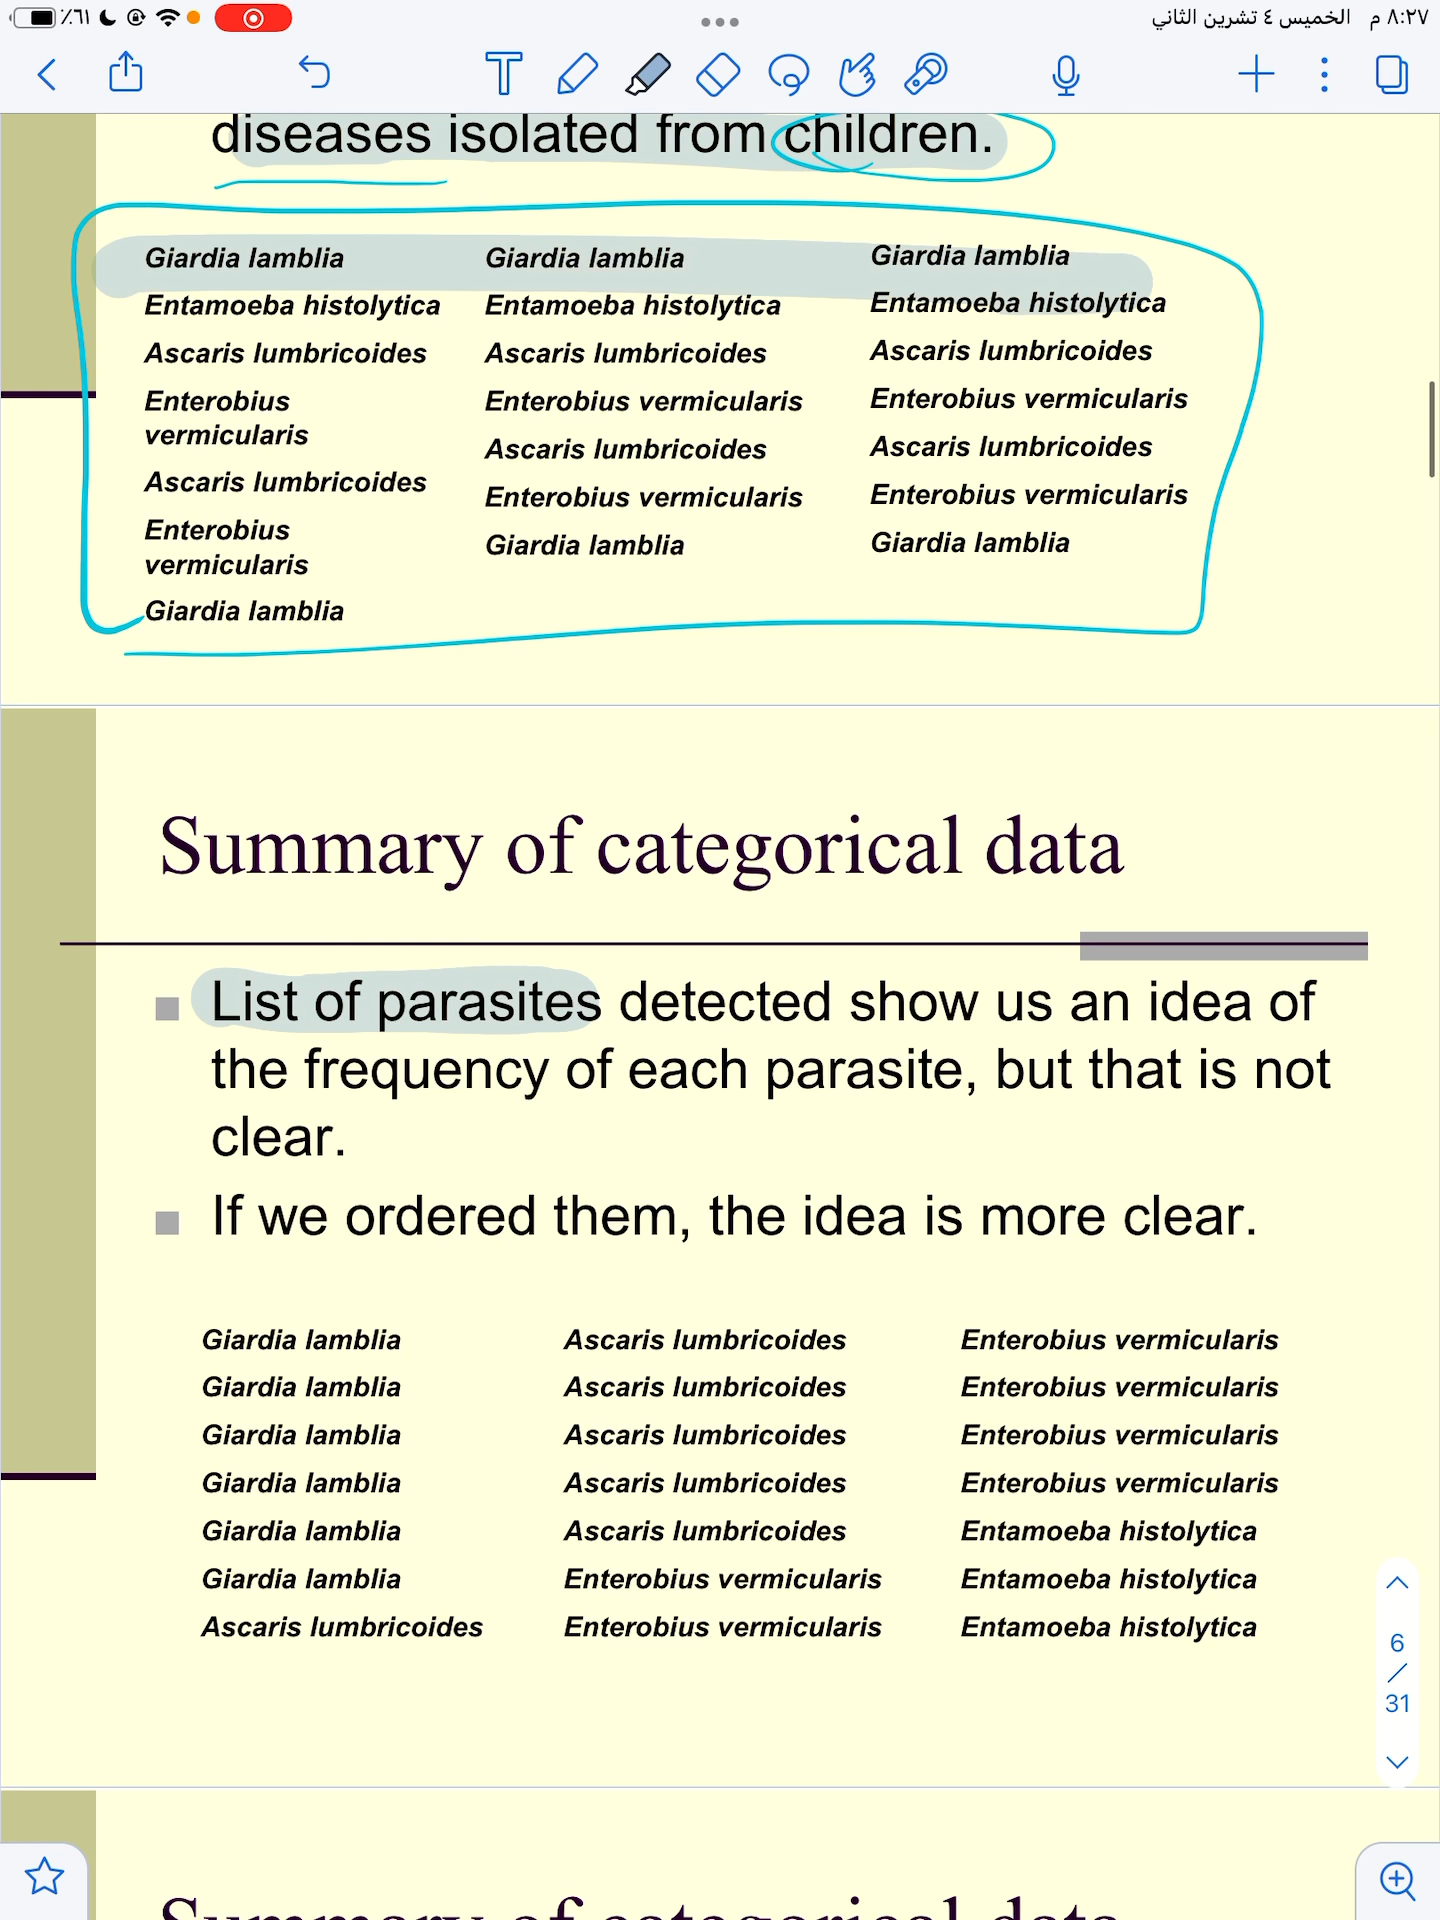 ٪٦١
٨:٢٧ م الخميس ٤ تشرين الثاني
diseases isolated from children.
Giardia lamblia
Entamoeba histolytica
Ascaris lumbricoides
Enterobius
vermicularis
Ascaris lumbricoides
Enterobius
vermicularis
Giardia lamblia
Giardia lamblia
Entamoeba histolytica
Ascaris lumbricoides
Enterobius vermicularis
Ascaris lumbricoides
Enterobius vermicularis
Giardia lamblia
Giardia lamblia
Entamoeba histolytica
Ascaris lumbricoides
Enterobius vermicularis
Ascaris lumbricoides
Enterobius vermicularis
Giardia lamblia
Summary of categorical data
List of parasites detected show us an idea of
the frequency of each parasite, but that is not
clear.
If we ordered them, the idea is more clear.
Giardia lamblia
Giardia lamblia
Giardia lamblia
Giardia lamblia
Giardia lamblia
Giardia lamblia
Ascaris lumbricoides
Ascaris lumbricoides
Ascaris lumbricoides
Ascaris lumbricoides
Ascaris lumbricoides
Ascaris lumbricoides
Enterobius vermicularis
Enterobius vermicularis
Enterobius vermicularis
Enterobius vermicularis
Enterobius vermicularis
Enterobius vermicularis
Entamoeba histolytica
Entamoeba histolytica
Entamoeba histolytica
6
/
31
Summary of categorical data